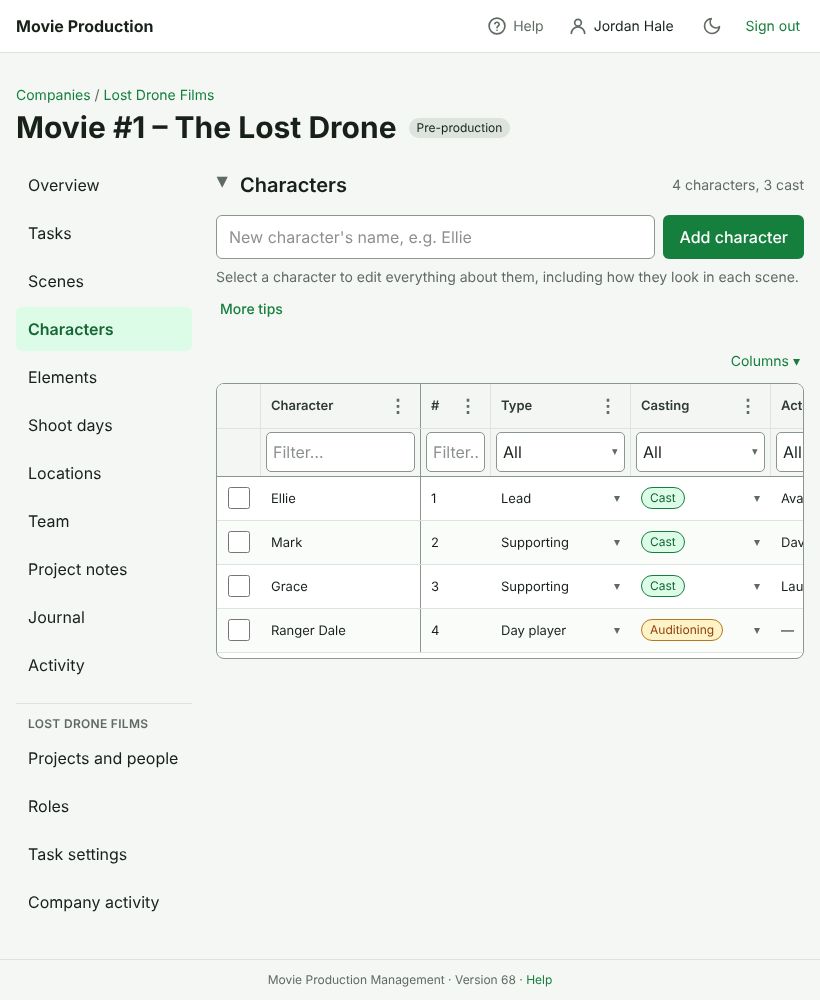 Movie Production
Help
Jordan Hale
Sign out
Companies / Lost Drone Films
Movie #1 – The Lost Drone
Pre-production
Overview
Tasks
Scenes
Characters
Elements
Shoot days
Locations
Team
Project notes
Journal
Activity
LOST DRONE FILMS
Projects and people
Roles
Task settings
Company activity
▼ Characters
4 characters, 3 cast
New character's name, e.g. Ellie
Add character
Select a character to edit everything about them, including how they look in each scene.
More tips
Columns ▾
Character ⋮ # ⋮ Type ⋮ Casting ⋮ Act
Filter... Filter.. All ▾ All ▾ All
Ellie 1 Lead ▾ Cast ▾ Ava
Mark 2 Supporting ▾ Cast ▾ Dav
Grace 3 Supporting ▾ Cast ▾ Lau
Ranger Dale 4 Day player ▾ Auditioning ▾ —
Movie Production Management · Version 68 · Help